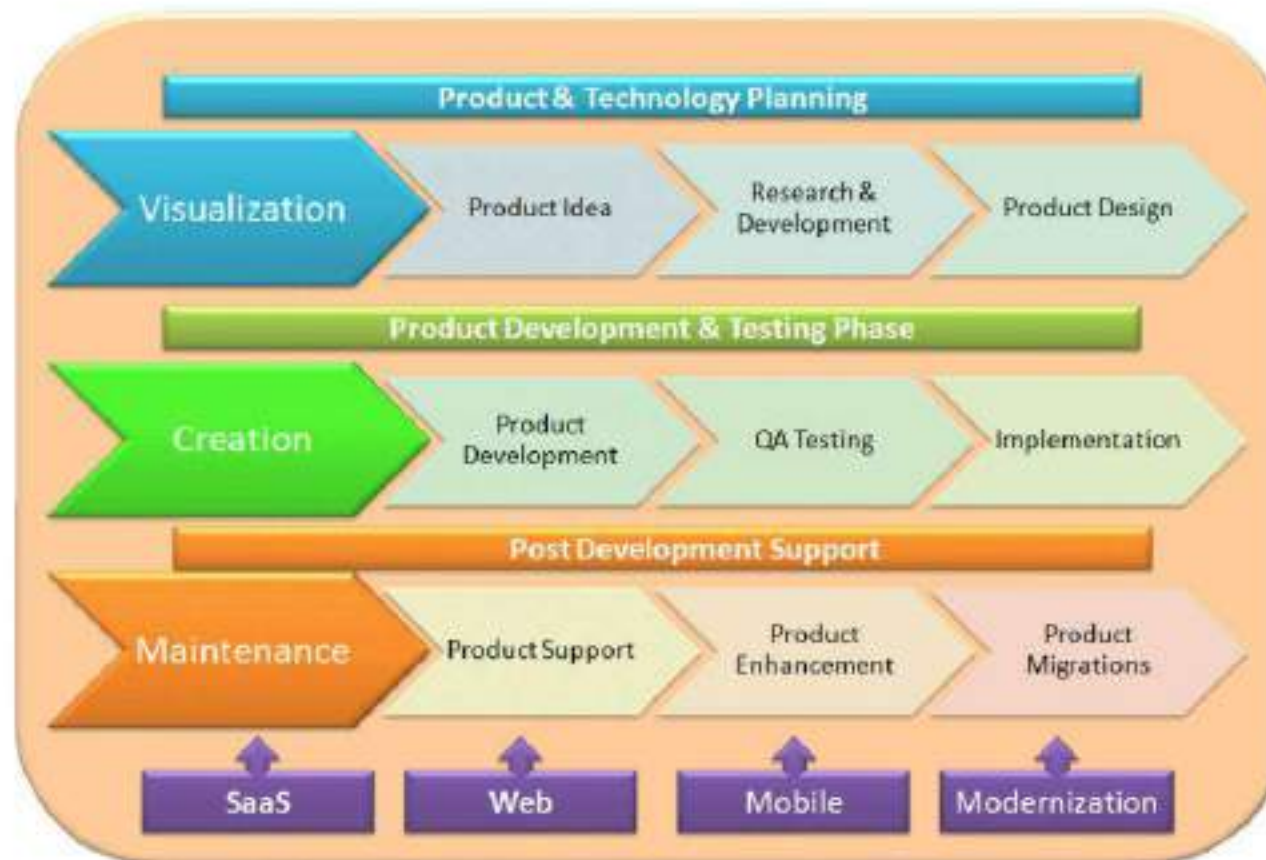 Product & Technology Planning
Visualization
Product Idea
Research &
Development
Product Design
Product Development & Testing Phase
Creation
Product
Development
QA Testing
Implementation
Post Development Support
Maintenance
Product Support
Product
Enhancement
Product
Migrations
SaaS
Web
Mobile
Modernization